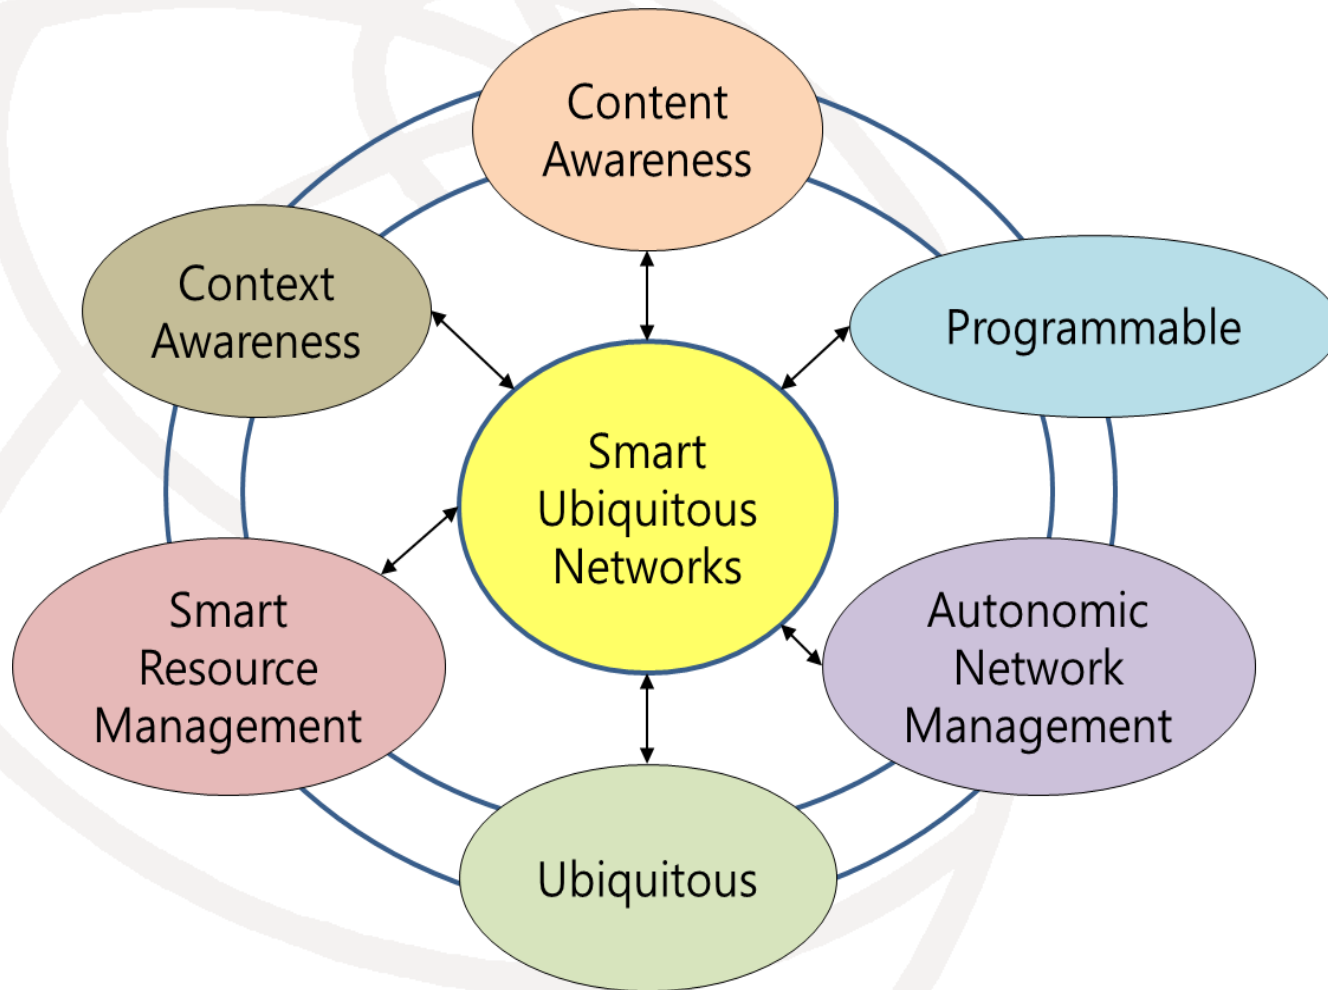 Content
Awareness
Context
Awareness
Programmable
Smart
Ubiquitous
Networks
Smart
Resource
Management
Autonomic
Network
Management
Ubiquitous